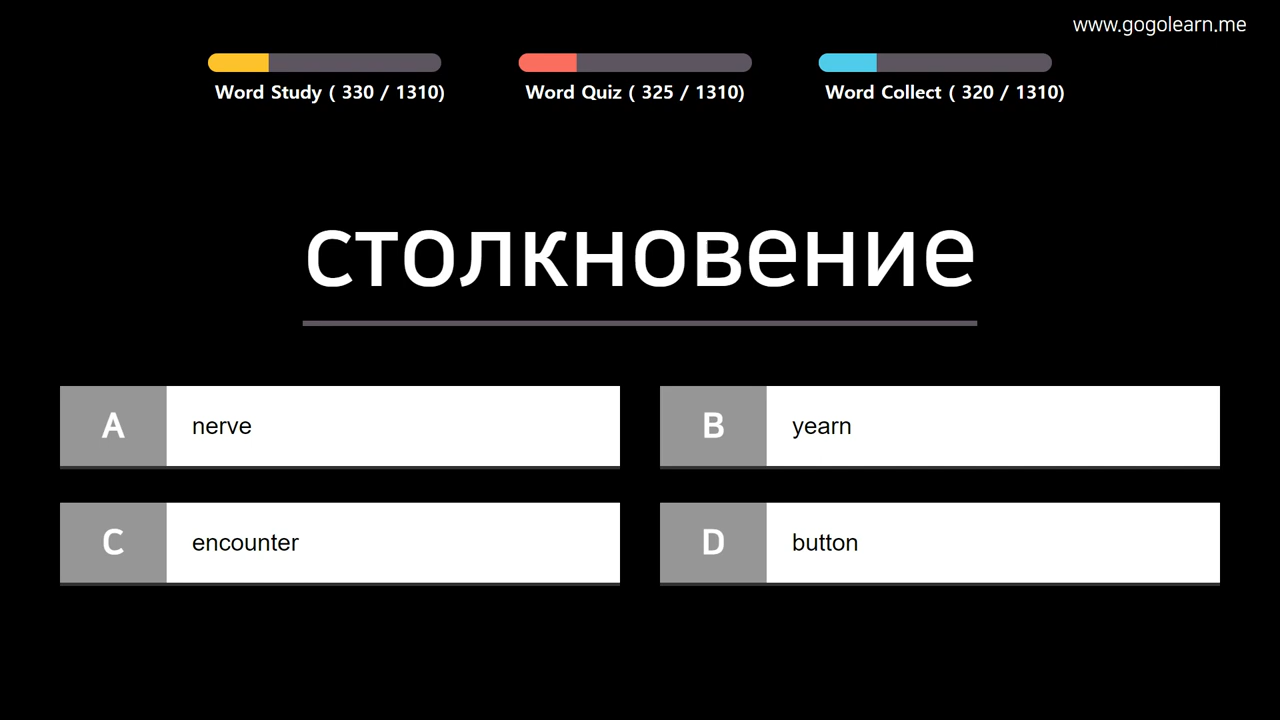 www.gogolearn.me
Word Study ( 330 / 1310)
Word Quiz ( 325 / 1310)
Word Collect ( 320 / 1310)
столкновение
A nerve
B yearn
C encounter
D button